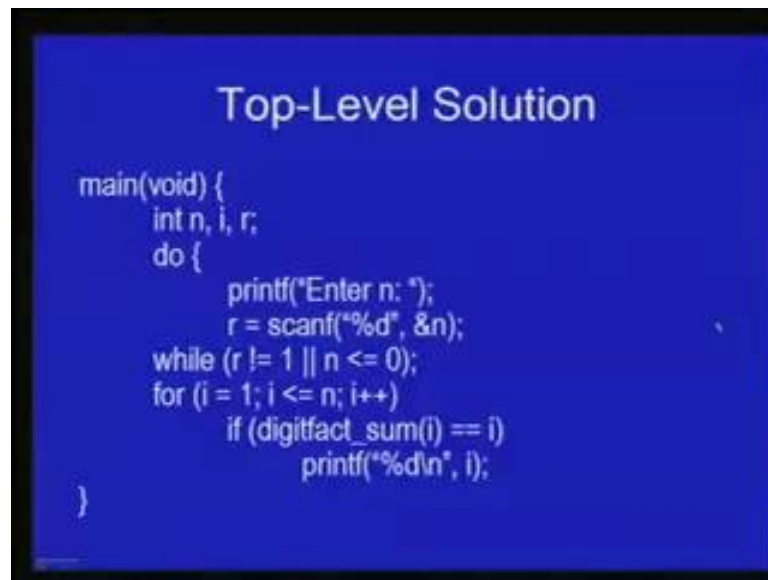 Top-Level Solution
main(void) {
int n, i, r;
do {
printf("Enter n: ");
r = scanf("%d", &n);
while (r != 1 || n <= 0);
for (i = 1; i <= n; i++)
if (digitfact_sum(i) == i)
printf("%d\n", i);
}